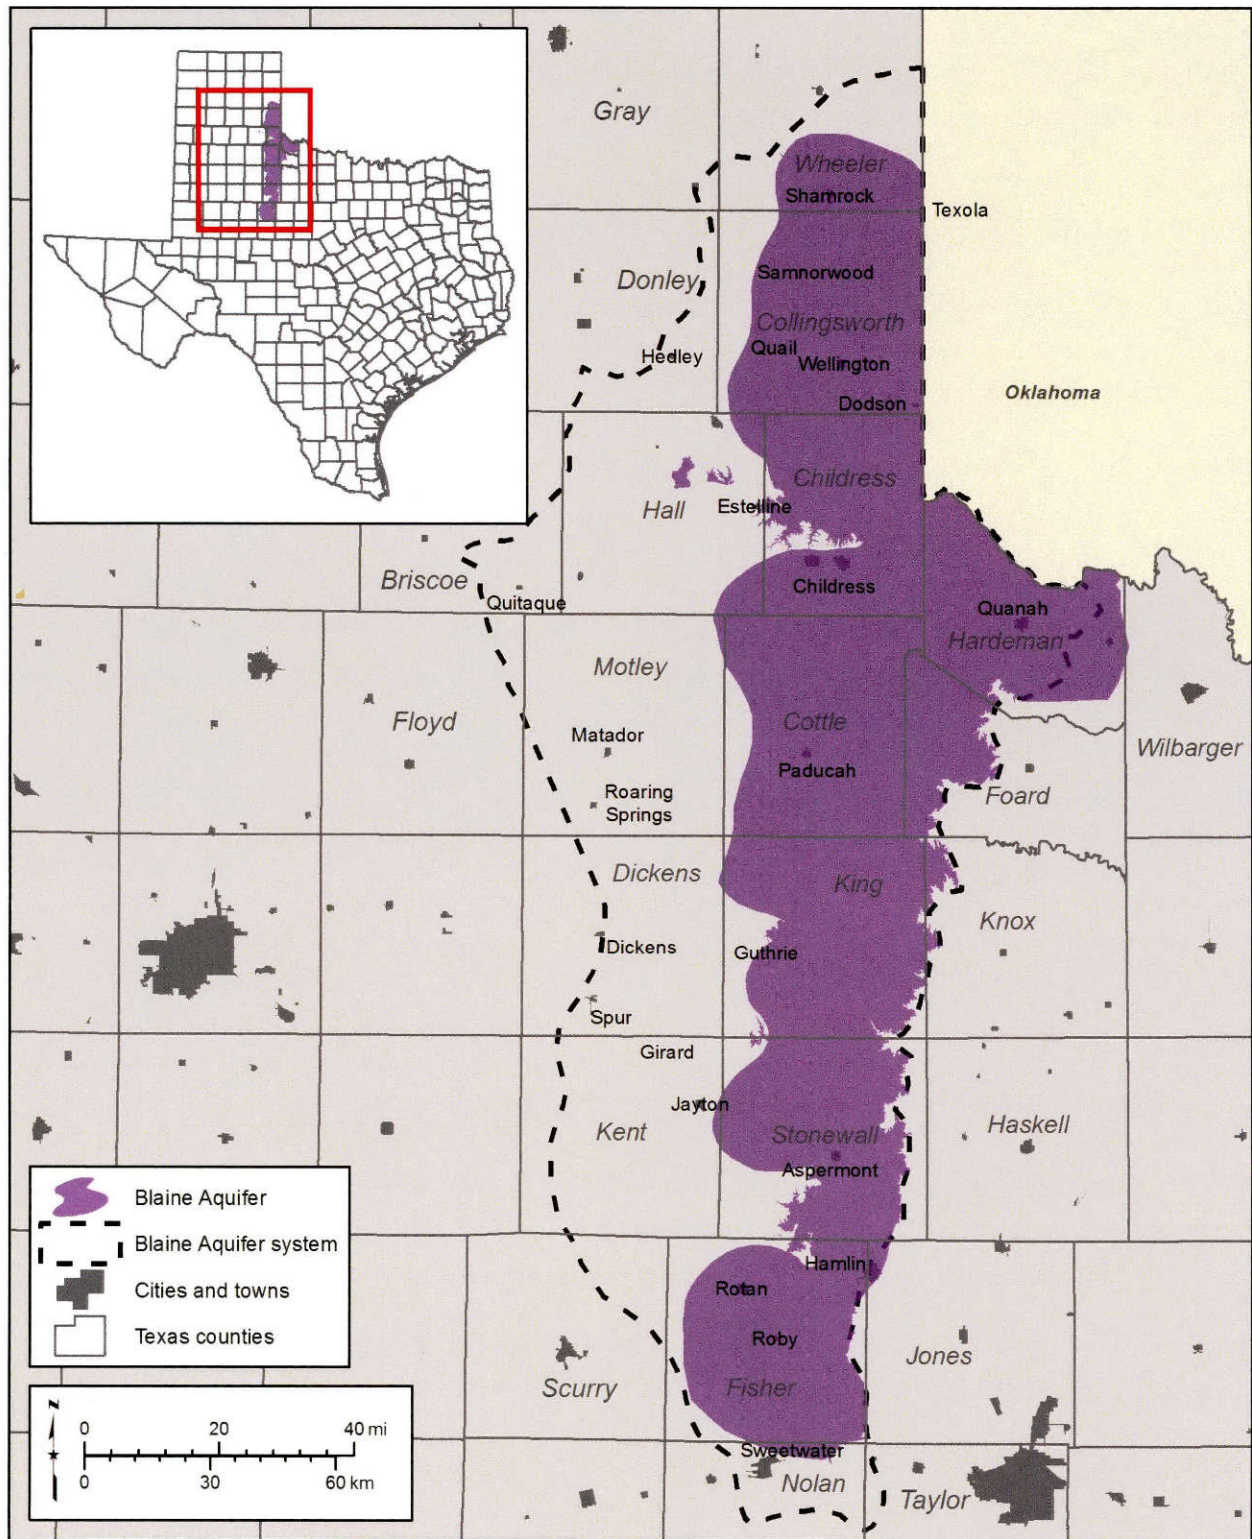 Gray
Wheeler
Shamrock
Texola
Donley
Samnorwood
Collingsworth
Hedley
Quail
Wellington
Oklahoma
Dodson
Childress
Hall
Estelline
Briscoe
Childress
Quitaque
Quanah
Hardeman
Motley
Floyd
Cottle
Matador
Wilbarger
Paducah
Roaring
Springs
Foard
Dickens
King
Knox
Dickens
Guthrie
Spur
Girard
Jayton
Kent
Stonewall
Haskell
Aspermont
Blaine Aquifer
Blaine Aquifer system
Cities and towns
Texas counties
Hamlin
Rotan
Roby
Jones
Scurry
Fisher
Sweetwater
Nolan
Taylor
N
0 20 40 mi
0 30 60 km